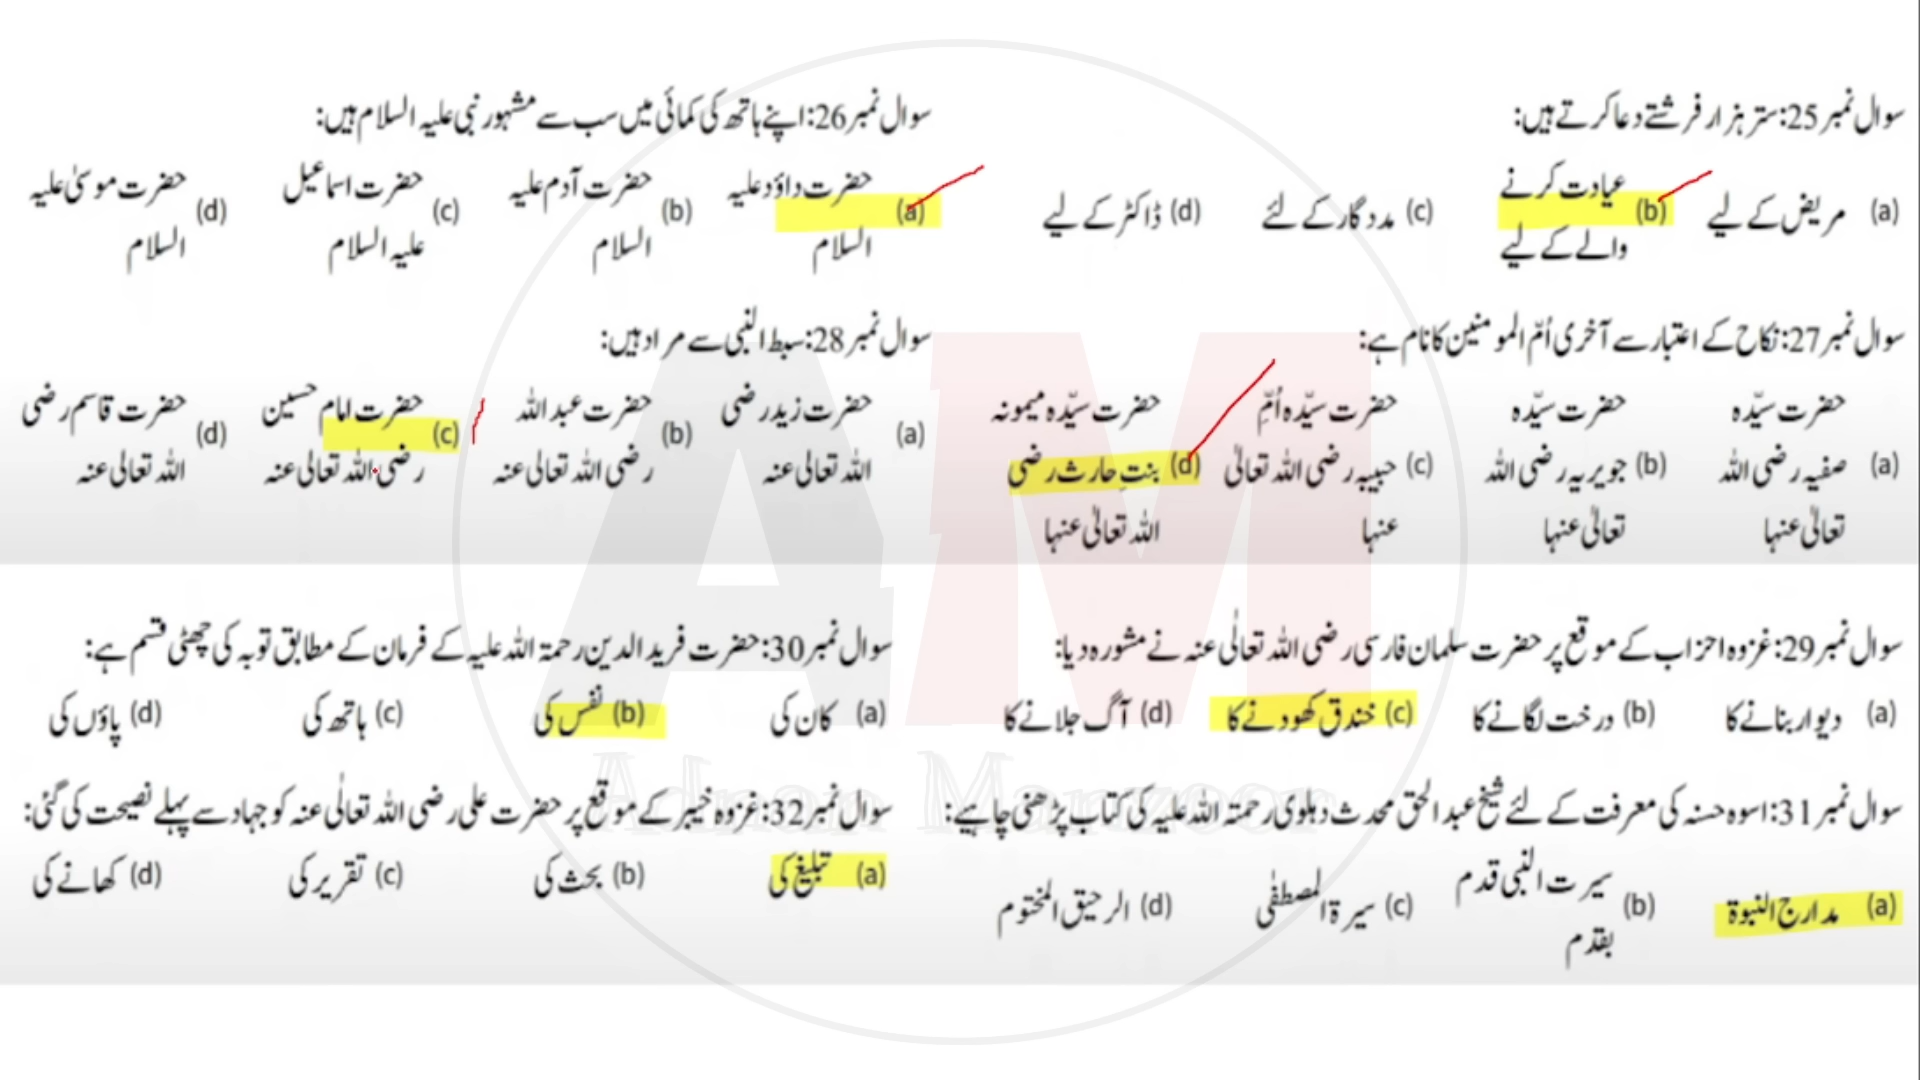 سوال نمبر 25: ستر ہزار فرشتے دعا کرتے ہیں:
(a) مریض کے لیے (b) عیادت کرنے والے کے لیے (c) مددگار کے لئے (d) ڈاکٹر کے لیے
سوال نمبر 26: اپنے ہاتھ کی کمائی میں سب سے مشہور نبی علیہ السلام ہیں:
(a) حضرت داؤد علیہ السلام (b) حضرت آدم علیہ السلام (c) حضرت اسماعیل علیہ السلام (d) حضرت موسیٰ علیہ السلام
سوال نمبر 27: نکاح کے اعتبار سے آخری اُمّ المومنین کا نام ہے:
(a) حضرت سیّدہ صفیہ رضی اللہ تعالیٰ عنہا (b) حضرت سیّدہ جویریہ رضی اللہ تعالیٰ عنہا (c) حضرت سیّدہ اُمِّ حبیبہ رضی اللہ تعالیٰ عنہا (d) حضرت سیّدہ میمونہ بنتِ حارث رضی اللہ تعالیٰ عنہا
سوال نمبر 28: سبط النبی سے مراد ہیں:
(a) حضرت زید رضی اللہ تعالی عنہ (b) حضرت عبد اللہ رضی اللہ تعالی عنہ (c) حضرت امام حسین رضی اللہ تعالی عنہ (d) حضرت قاسم رضی اللہ تعالی عنہ
سوال نمبر 29: غزوہ احزاب کے موقع پر حضرت سلمان فارسی رضی اللہ تعالٰی عنہ نے مشورہ دیا:
(a) دیوار بنانے کا (b) درخت لگانے کا (c) خندق کھودنے کا (d) آگ جلانے کا
سوال نمبر 30: حضرت فرید الدین رحمتہ اللہ علیہ کے فرمان کے مطابق توبہ کی چھٹی قسم ہے:
(a) کان کی (b) نفس کی (c) ہاتھ کی (d) پاؤں کی
سوال نمبر 31: اسوہ حسنہ کی معرفت کے لئے شیخ عبد الحق محدث دہلوی رحمتہ اللہ علیہ کی کتاب پڑھنی چاہیے:
(a) مدارج النبوۃ (b) سیرت النبی قدم بقدم (c) سیرۃ المصطفٰی (d) الرحیق المختوم
سوال نمبر 32: غزوہ خیبر کے موقع پر حضرت علی رضی اللہ تعالٰی عنہ کو جہاد سے پہلے نصیحت کی گئی:
(a) تبلیغ کی (b) بحث کی (c) تقریر کی (d) کھانے کی
AM
Adnan Manzoor